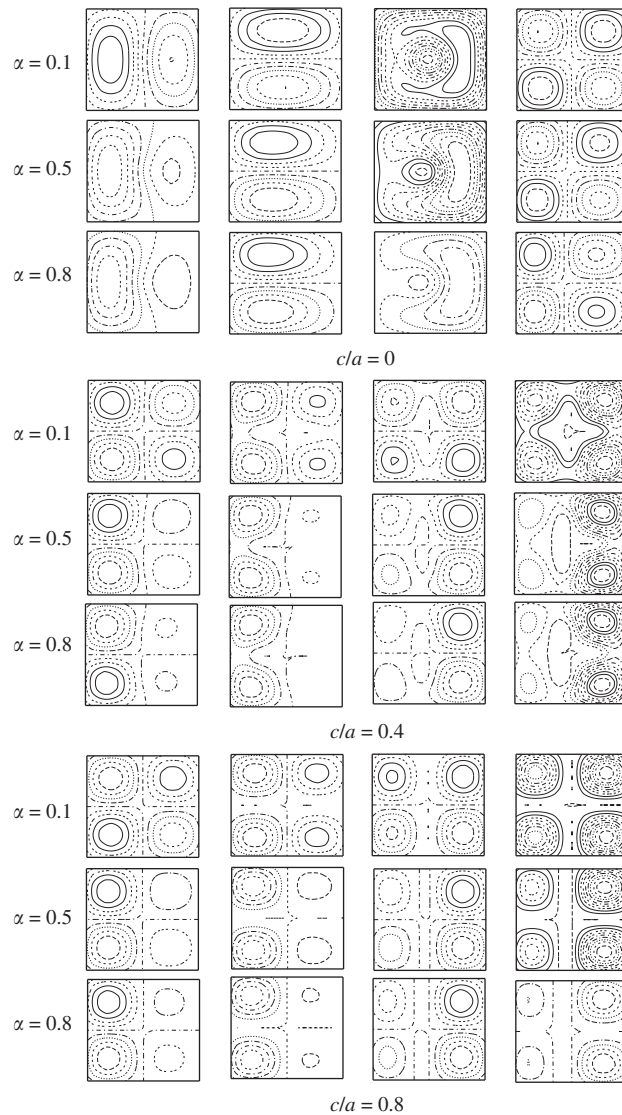 α = 0.1
α = 0.5
α = 0.8
c/a = 0
α = 0.1
α = 0.5
α = 0.8
c/a = 0.4
α = 0.1
α = 0.5
α = 0.8
c/a = 0.8